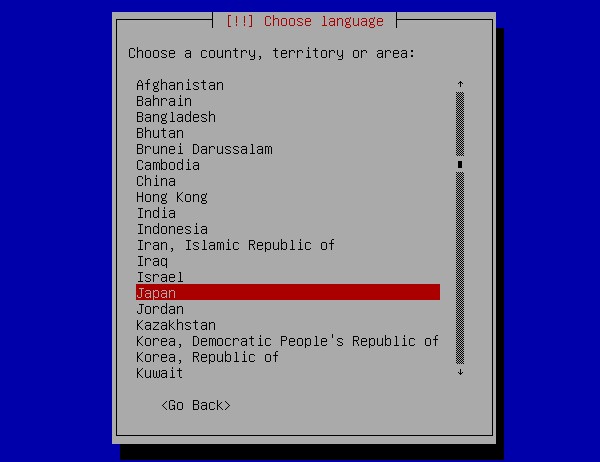 [!!] Choose language
Choose a country, territory or area:
Afghanistan
Bahrain
Bangladesh
Bhutan
Brunei Darussalam
Cambodia
China
Hong Kong
India
Indonesia
Iran, Islamic Republic of
Iraq
Israel
Japan
Jordan
Kazakhstan
Korea, Democratic People's Republic of
Korea, Republic of
Kuwait
<Go Back>